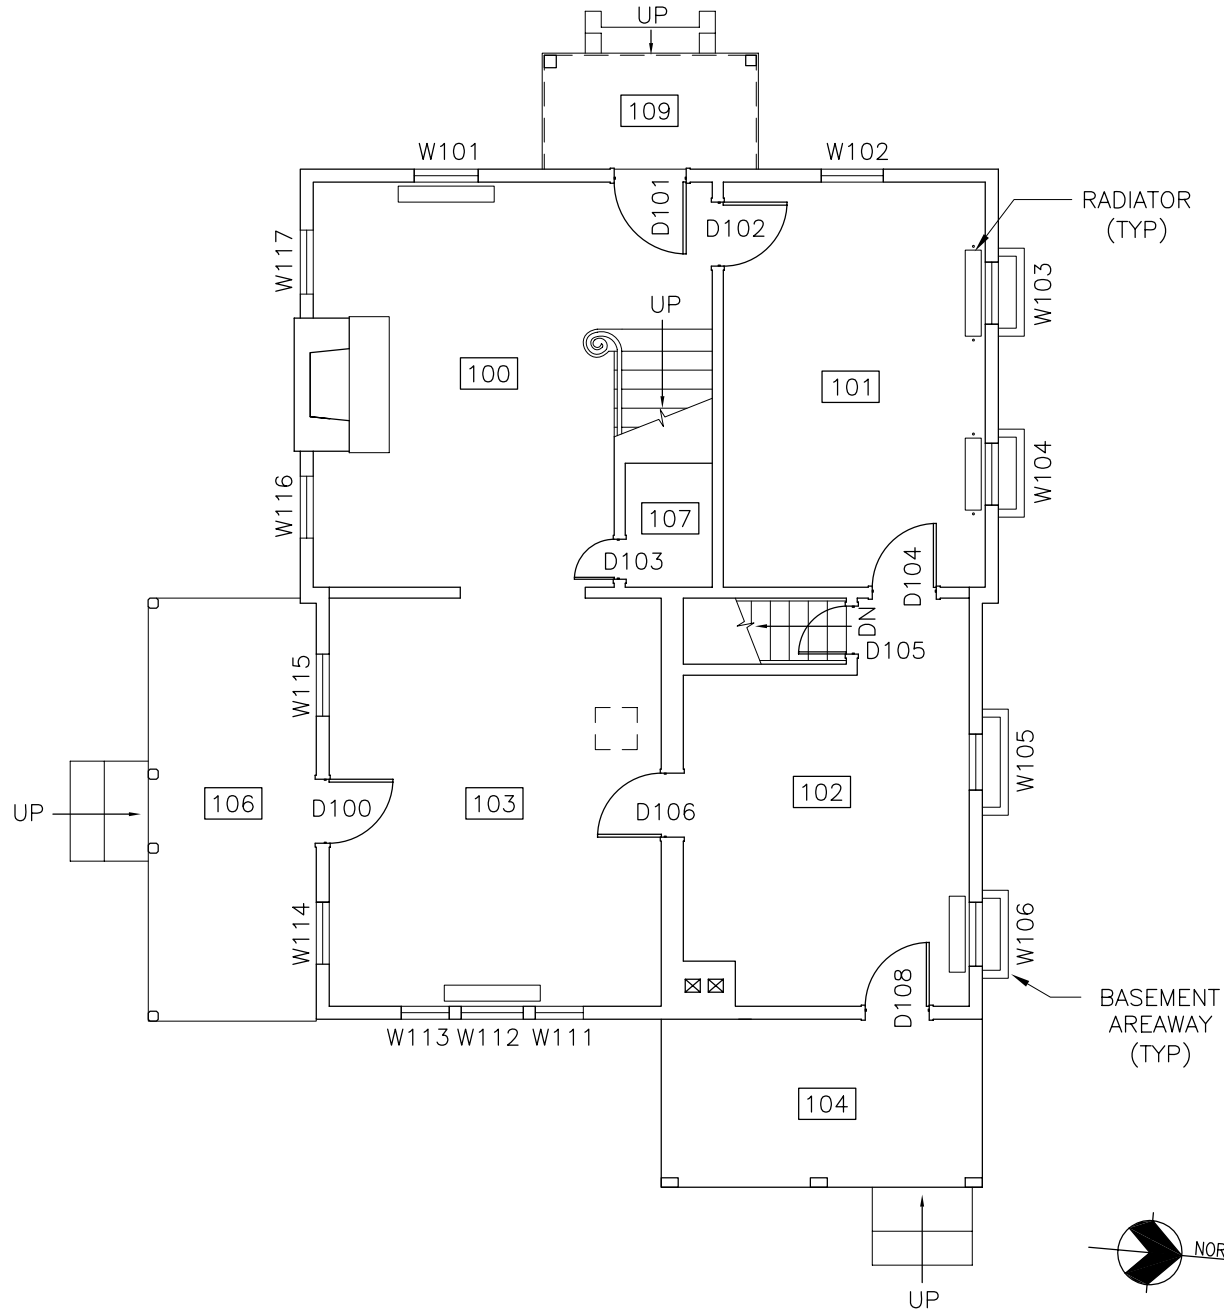 UP
109
W101
W102
D101
D102
RADIATOR
(TYP)
W117
W103
UP
100
101
W116
W104
107
D103
D104
DN
D105
W115
W105
UP
106
D100
103
D106
102
W114
W106
D108
BASEMENT
AREAWAY
(TYP)
W113 W112 W111
104
NOR
UP